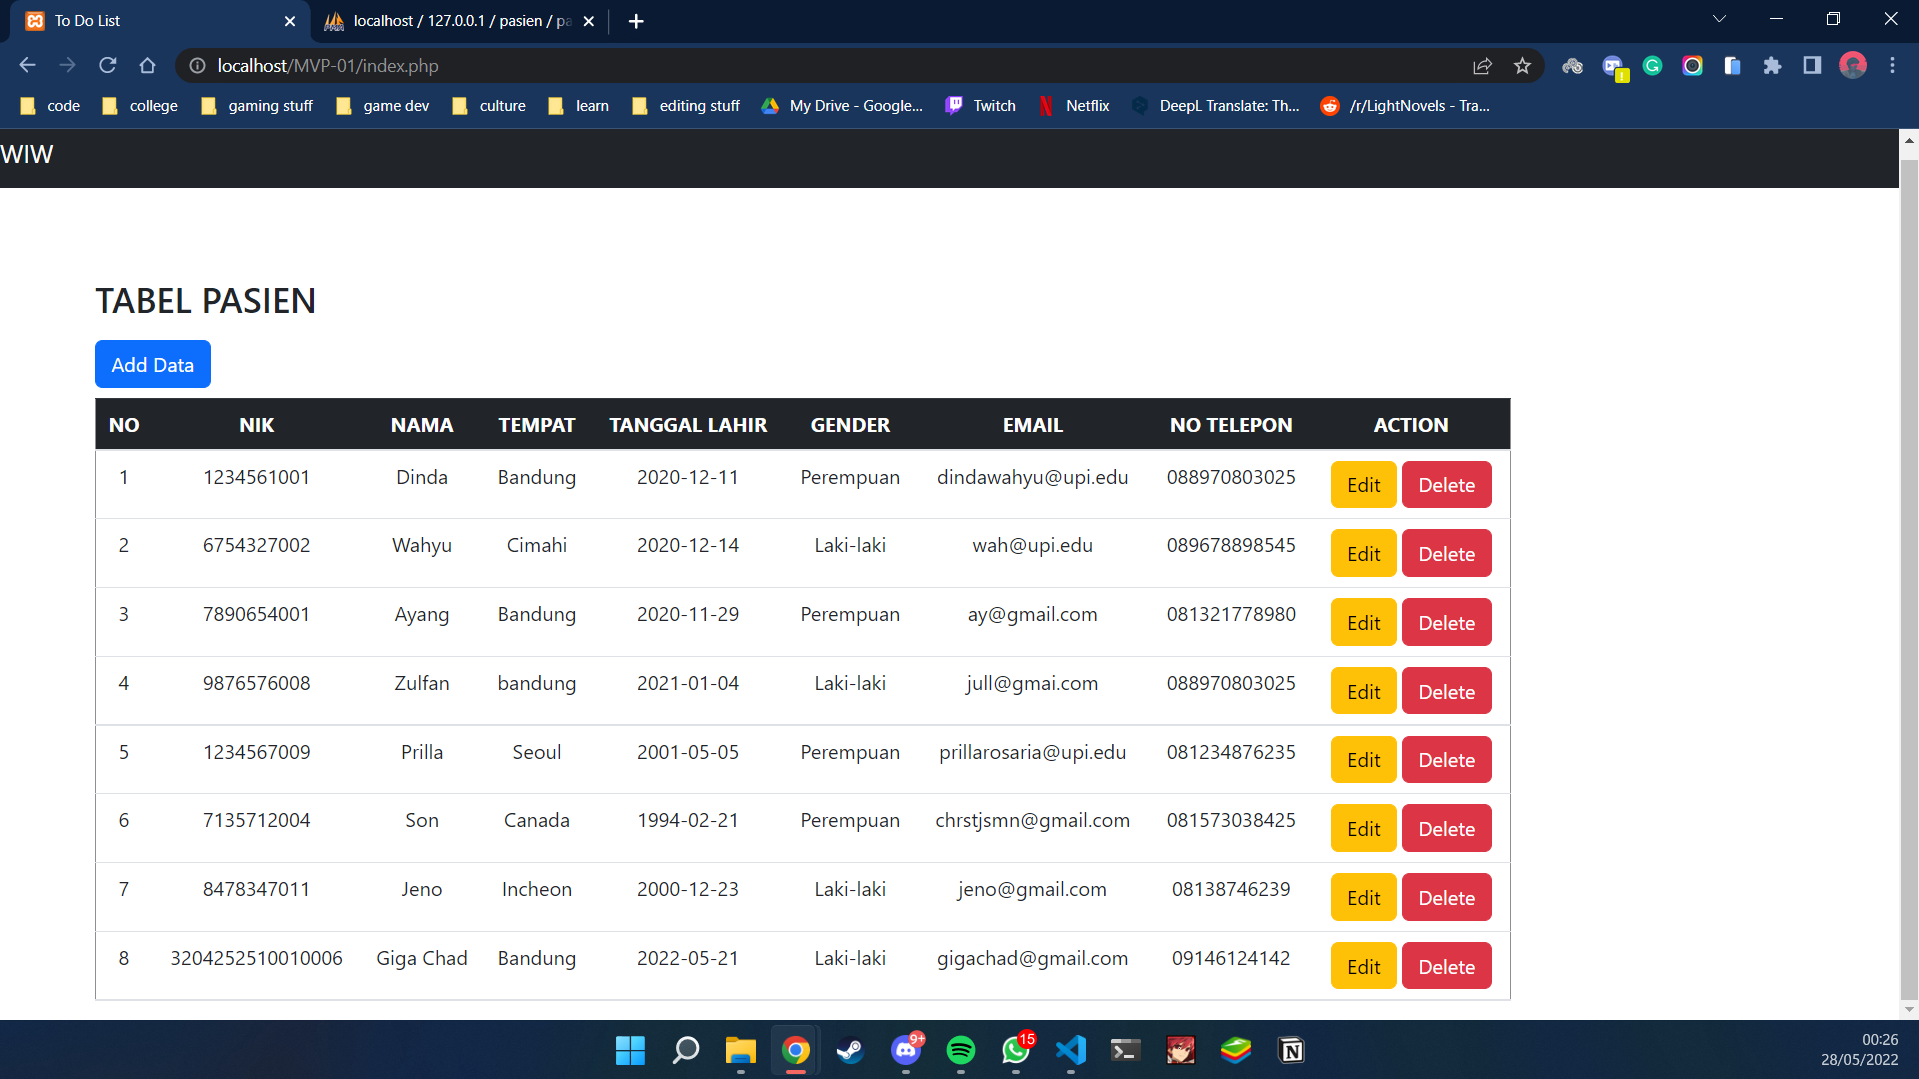 To Do List
localhost / 127.0.0.1 / pasien / pa
localhost/MVP-01/index.php
code college gaming stuff game dev culture learn editing stuff My Drive - Google... Twitch Netflix DeepL Translate: Th... /r/LightNovels - Tra...
WIW
TABEL PASIEN
Add Data
NO NIK NAMA TEMPAT TANGGAL LAHIR GENDER EMAIL NO TELEPON ACTION
1 1234561001 Dinda Bandung 2020-12-11 Perempuan dindawahyu@upi.edu 088970803025 Edit Delete
2 6754327002 Wahyu Cimahi 2020-12-14 Laki-laki wah@upi.edu 089678898545 Edit Delete
3 7890654001 Ayang Bandung 2020-11-29 Perempuan ay@gmail.com 081321778980 Edit Delete
4 9876576008 Zulfan bandung 2021-01-04 Laki-laki jull@gmai.com 088970803025 Edit Delete
5 1234567009 Prilla Seoul 2001-05-05 Perempuan prillarosaria@upi.edu 081234876235 Edit Delete
6 7135712004 Son Canada 1994-02-21 Perempuan chrstjsmn@gmail.com 081573038425 Edit Delete
7 8478347011 Jeno Incheon 2000-12-23 Laki-laki jeno@gmail.com 08138746239 Edit Delete
8 3204252510010006 Giga Chad Bandung 2022-05-21 Laki-laki gigachad@gmail.com 09146124142 Edit Delete
9+ 15
00:26
28/05/2022